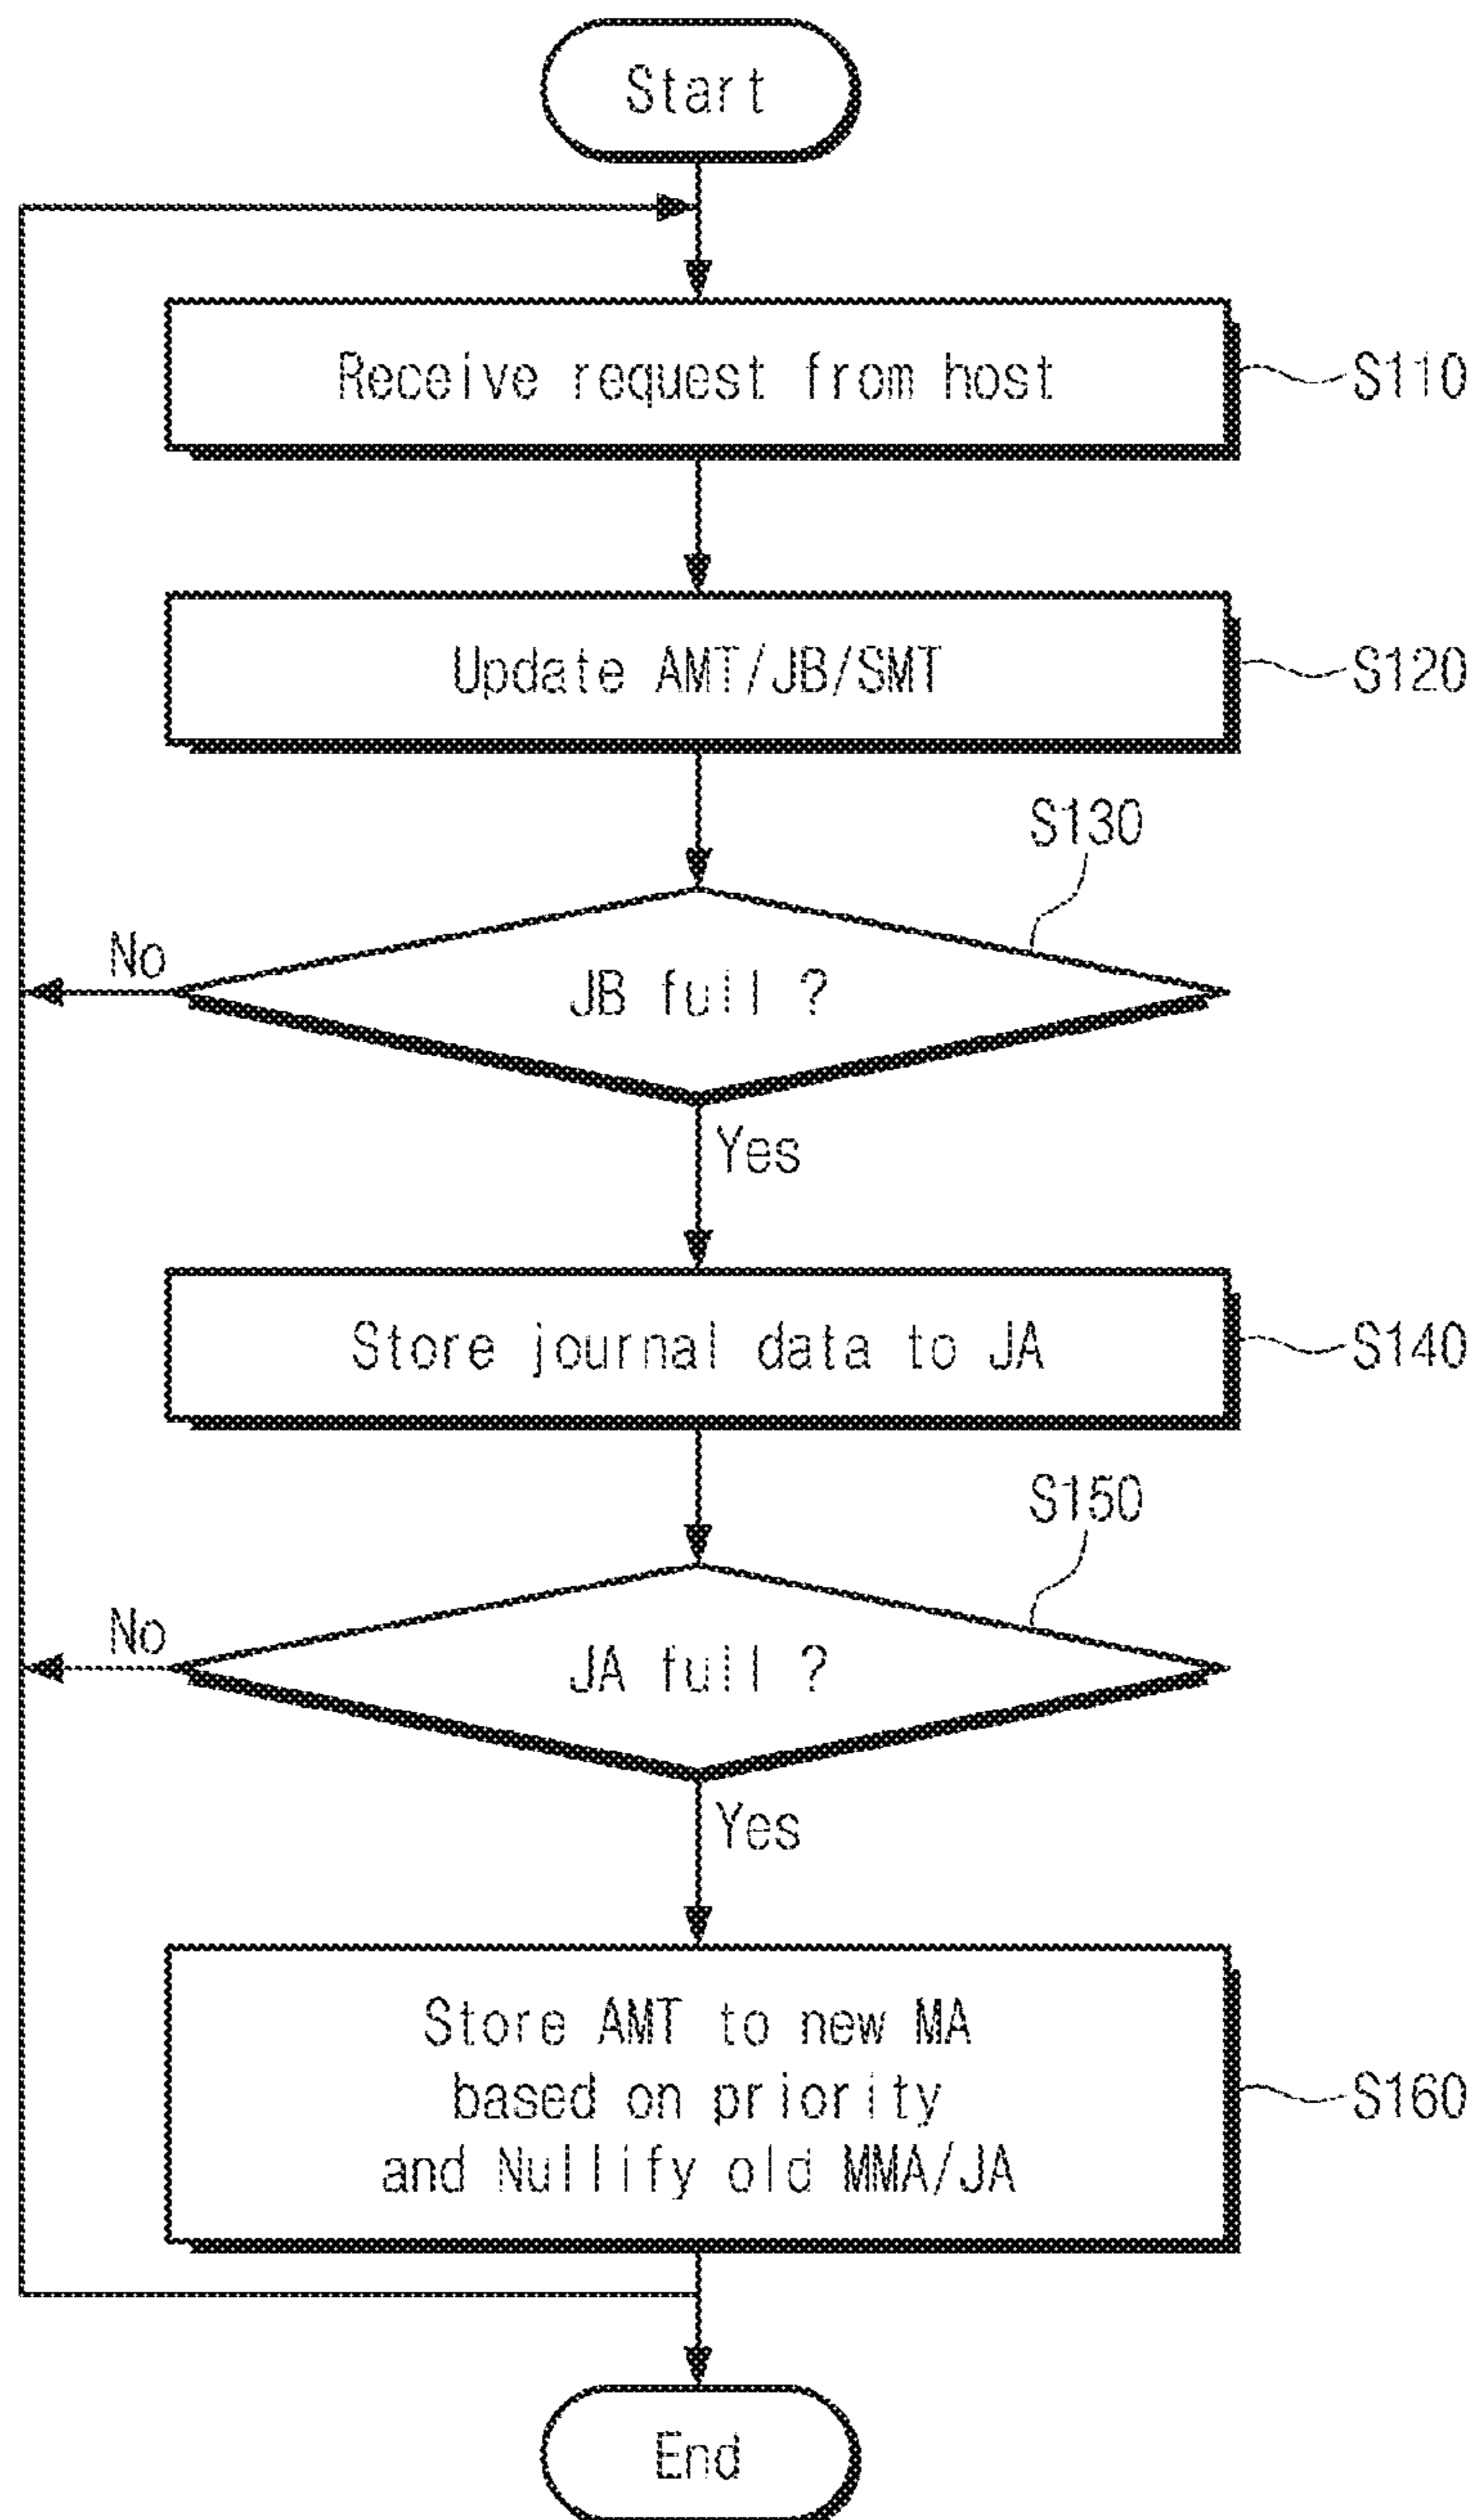 Start
Receive request from host
S110
Update AMT/JB/SMT
S120
S130
No
JB full ?
Yes
Store journal data to JA
S140
S150
No
JA full ?
Yes
Store AMT to new MA
based on priority
and Nullify old MMA/JA
S160
End